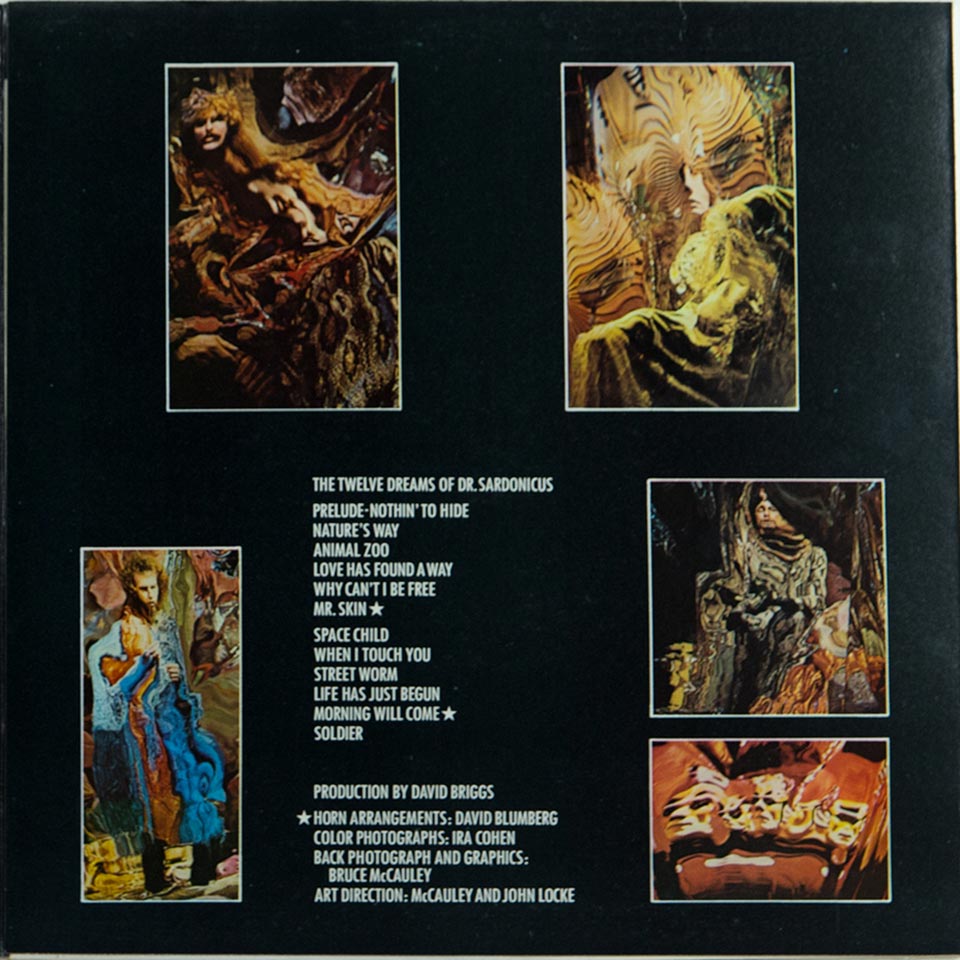 THE TWELVE DREAMS OF DR. SARDONICUS
PRELUDE-NOTHIN' TO HIDE
NATURE'S WAY
ANIMAL ZOO
LOVE HAS FOUND A WAY
WHY CAN'T I BE FREE
MR. SKIN ★
SPACE CHILD
WHEN I TOUCH YOU
STREET WORM
LIFE HAS JUST BEGUN
MORNING WILL COME ★
SOLDIER
PRODUCTION BY DAVID BRIGGS
★ HORN ARRANGEMENTS: DAVID BLUMBERG
COLOR PHOTOGRAPHS: IRA COHEN
BACK PHOTOGRAPH AND GRAPHICS:
BRUCE McCAULEY
ART DIRECTION: McCAULEY AND JOHN LOCKE